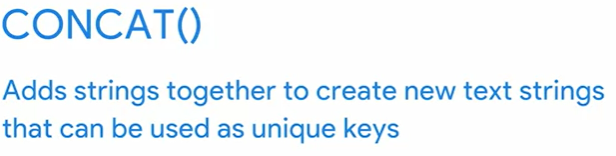 CONCAT()
Adds strings together to create new text strings
that can be used as unique keys